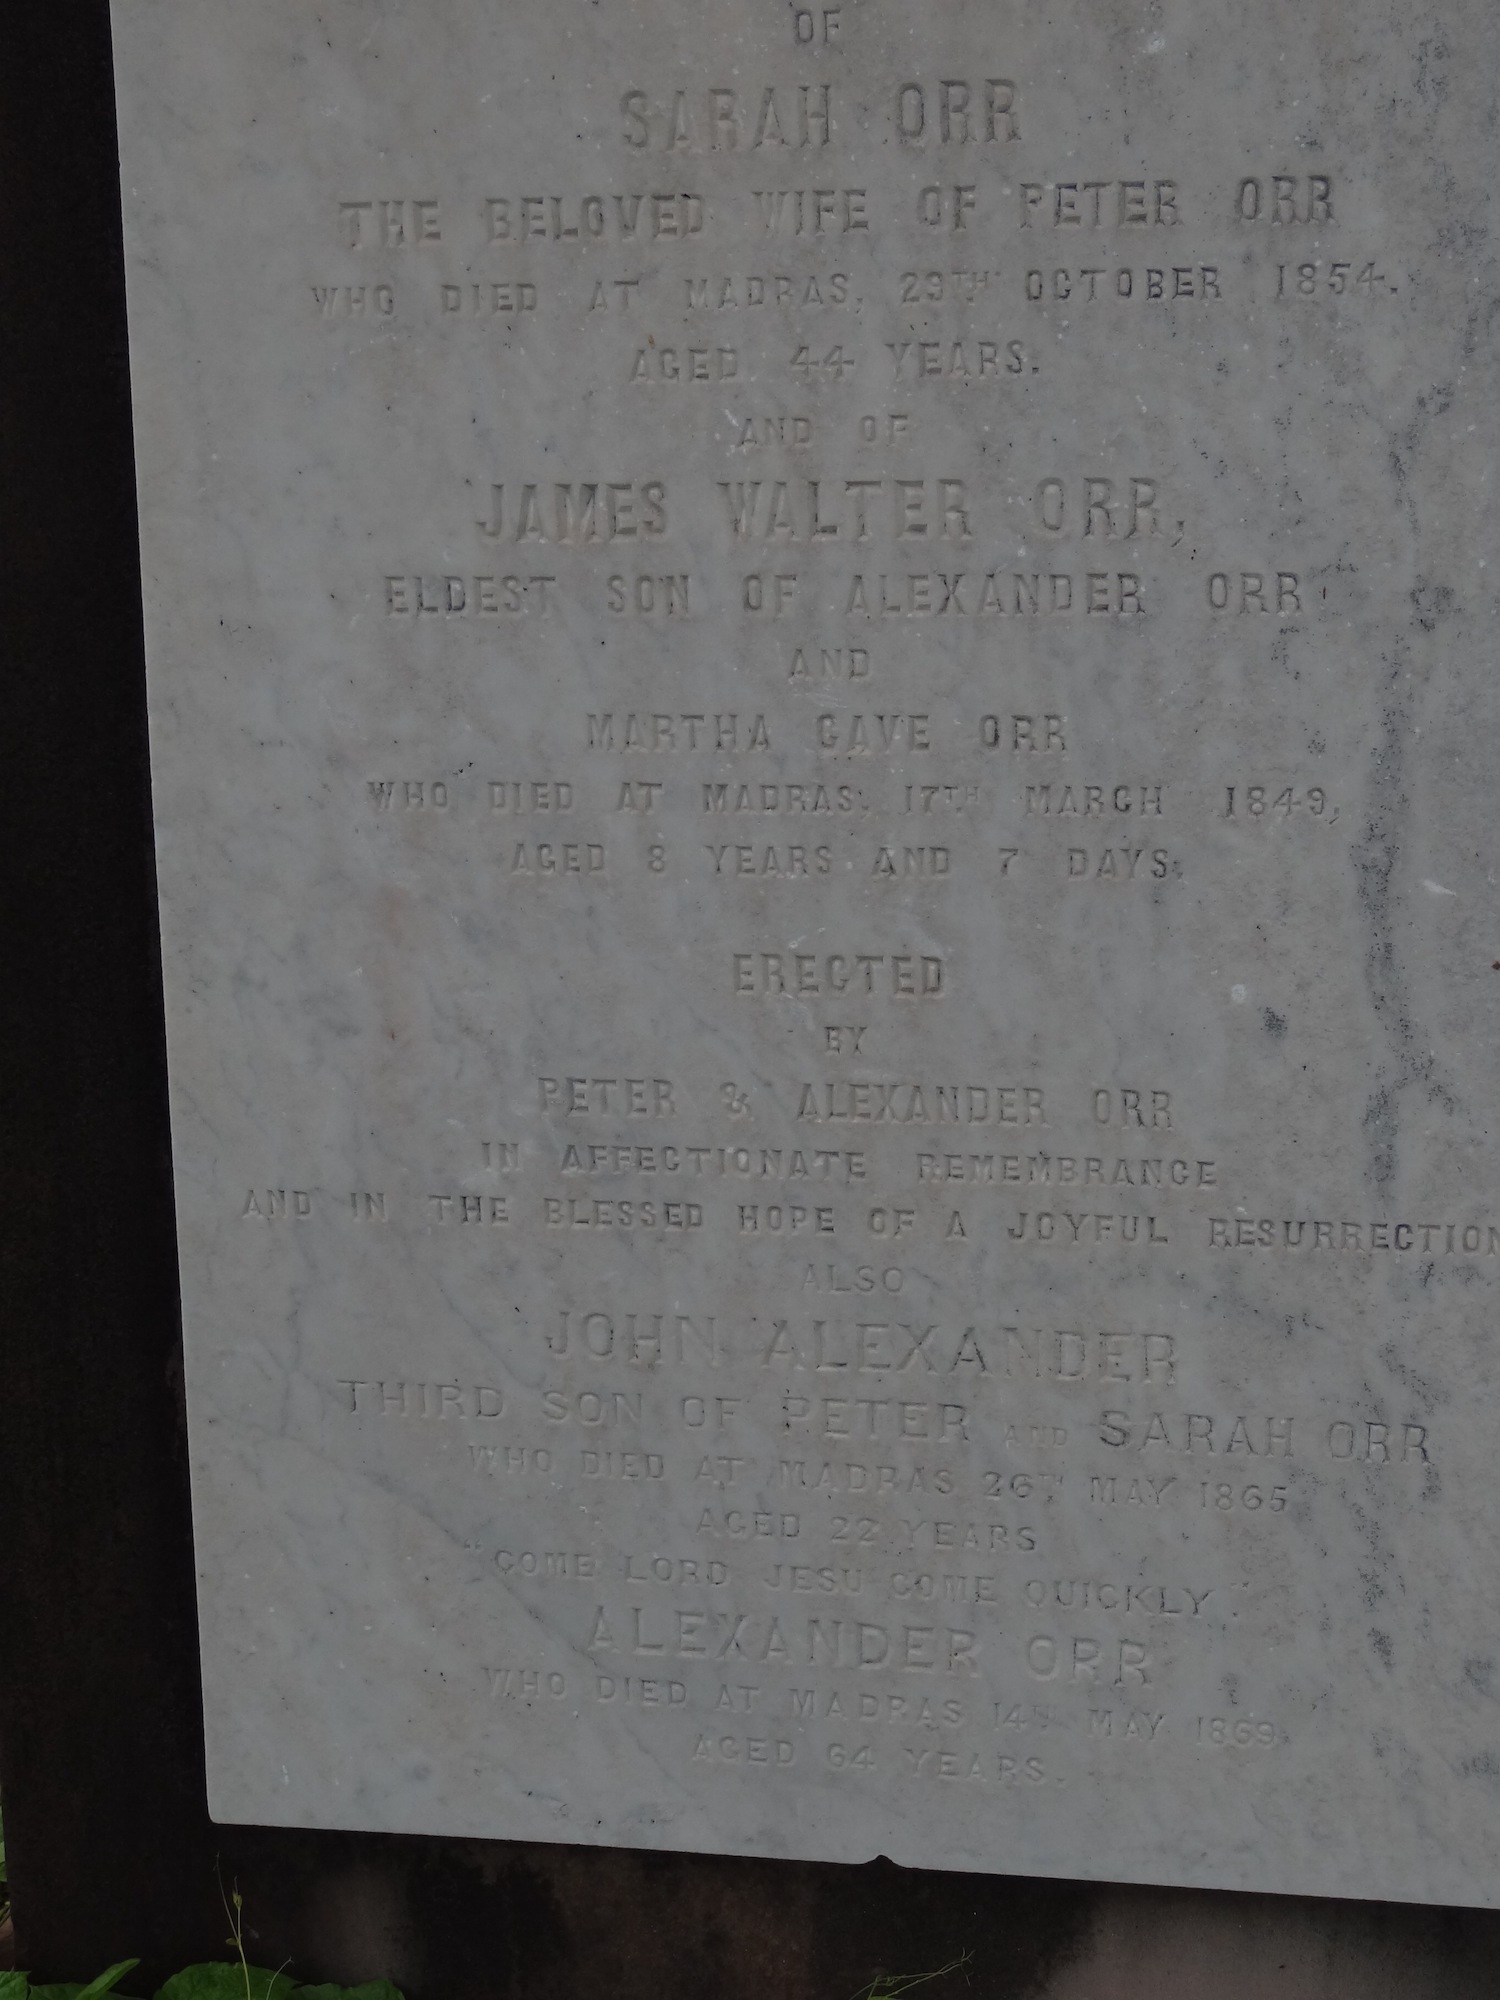 OF
SARAH ORR
THE BELOVED WIFE OF PETER ORR
WHO DIED AT MADRAS, 29TH OCTOBER 1854.
AGED 44 YEARS.
AND OF
JAMES WALTER ORR,
ELDEST SON OF ALEXANDER ORR
AND
MARTHA CAVE ORR
WHO DIED AT MADRAS, 17TH MARCH 1849,
AGED 8 YEARS AND 7 DAYS.
ERECTED
BY
PETER & ALEXANDER ORR
IN AFFECTIONATE REMEMBRANCE
AND IN THE BLESSED HOPE OF A JOYFUL RESURRECTION
ALSO
JOHN ALEXANDER
THIRD SON OF PETER AND SARAH ORR
WHO DIED AT MADRAS 26TH MAY 1865
AGED 22 YEARS
"COME LORD JESU COME QUICKLY."
ALEXANDER ORR
WHO DIED AT MADRAS 14TH MAY 1869.
AGED 64 YEARS.